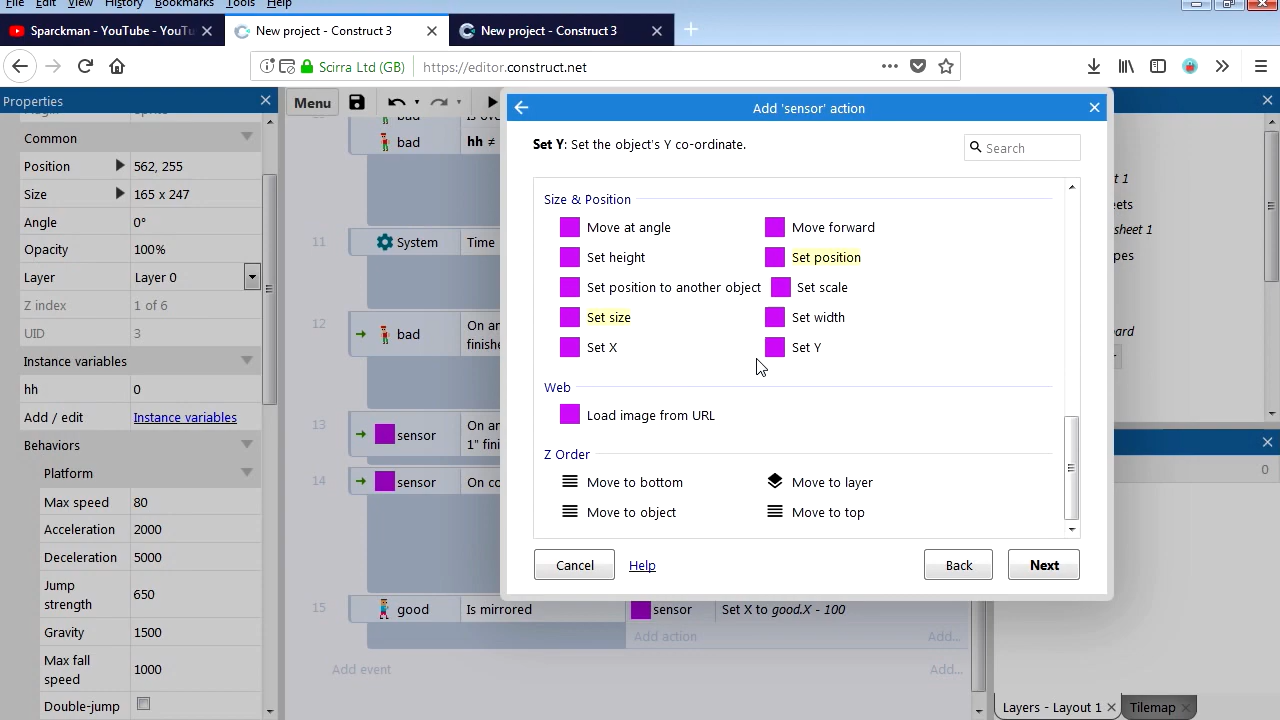 File Edit View History Bookmarks Tools Help
Sparckman - YouTube - YouTu
New project - Construct 3
New project - Construct 3
Scirra Ltd (GB) https://editor.construct.net
Properties
Common
Position 562, 255
Size 165 x 247
Angle 0°
Opacity 100%
Layer Layer 0
Z index 1 of 6
UID 3
Instance variables
hh 0
Add / edit Instance variables
Behaviors
Platform
Max speed 80
Acceleration 2000
Deceleration 5000
Jump
strength 650
Gravity 1500
Max fall
speed 1000
Double-jump
Menu
bad
bad hh ≠
11 System Time
12 bad On an
finishe
13 sensor On an
1" fini
14 sensor On co
15 good Is mirrored sensor Set X to good.X - 100
Add action Add...
Add event Add...
Add 'sensor' action
Set Y: Set the object's Y co-ordinate.
Search
Size & Position
Move at angle Move forward
Set height Set position
Set position to another object Set scale
Set size Set width
Set X Set Y
Web
Load image from URL
Z Order
Move to bottom Move to layer
Move to object Move to top
Cancel Help Back Next
t 1
eets
sheet 1
pes
ard
0
Layers - Layout 1 Tilemap